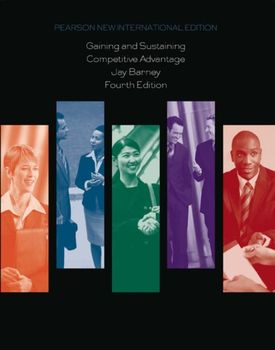 PEARSON NEW INTERNATIONAL EDITION
Gaining and Sustaining
Competitive Advantage
Jay Barney
Fourth Edition